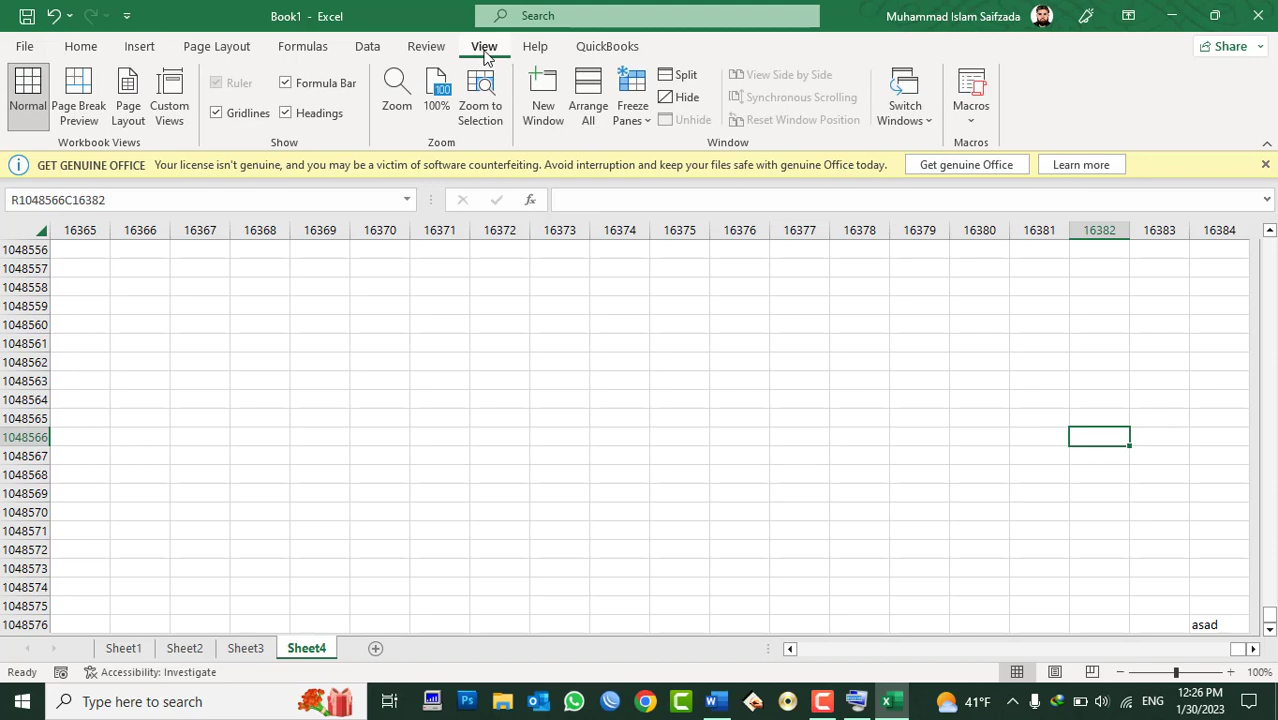 Book1 - Excel
Search
Muhammad Islam Saifzada
File Home Insert Page Layout Formulas Data Review View Help QuickBooks Share
Normal
Page Break Preview
Page Layout
Custom Views
Workbook Views
Ruler
Formula Bar
Gridlines
Headings
Show
Zoom
100
100%
Zoom to Selection
Zoom
New Window
Arrange All
Freeze Panes
Split
Hide
Unhide
View Side by Side
Synchronous Scrolling
Reset Window Position
Window
Switch Windows
Macros
Macros
GET GENUINE OFFICE Your license isn't genuine, and you may be a victim of software counterfeiting. Avoid interruption and keep your files safe with genuine Office today. Get genuine Office Learn more
R1048566C16382
fx
16365 16366 16367 16368 16369 16370 16371 16372 16373 16374 16375 16376 16377 16378 16379 16380 16381 16382 16383 16384
1048556
1048557
1048558
1048559
1048560
1048561
1048562
1048563
1048564
1048565
1048566
1048567
1048568
1048569
1048570
1048571
1048572
1048573
1048574
1048575
1048576 asad
Sheet1 Sheet2 Sheet3 Sheet4
Ready Accessibility: Investigate 100%
Type here to search
41°F
ENG
12:26 PM
1/30/2023